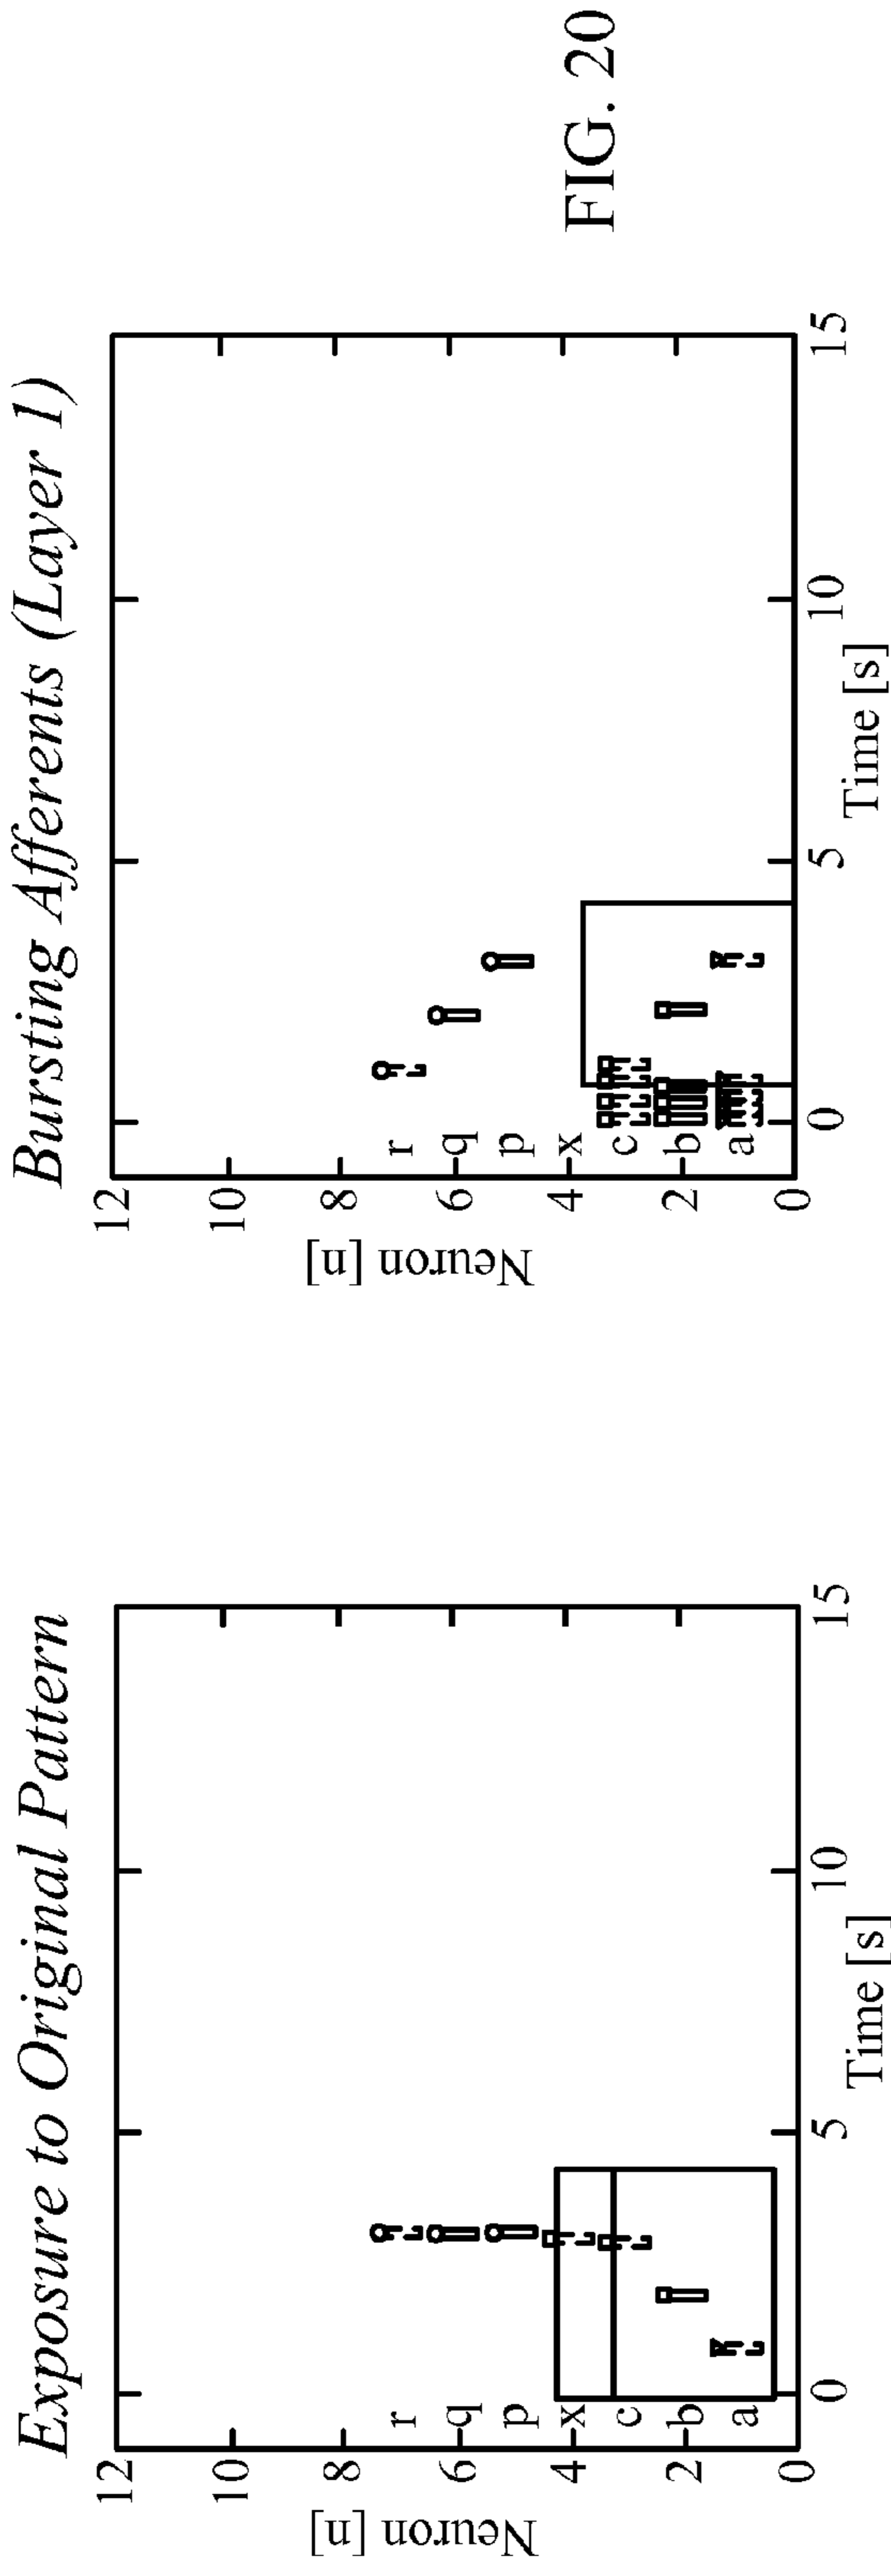 Exposure to Original Pattern
Neuron [n]
12
10
8
6
4
2
0
r
q
p
x
c
b
a
0
5
10
15
Time [s]
Bursting Afferents (Layer 1)
Neuron [n]
12
10
8
6
4
2
0
r
q
p
x
c
b
a
0
5
10
15
Time [s]
FIG. 20